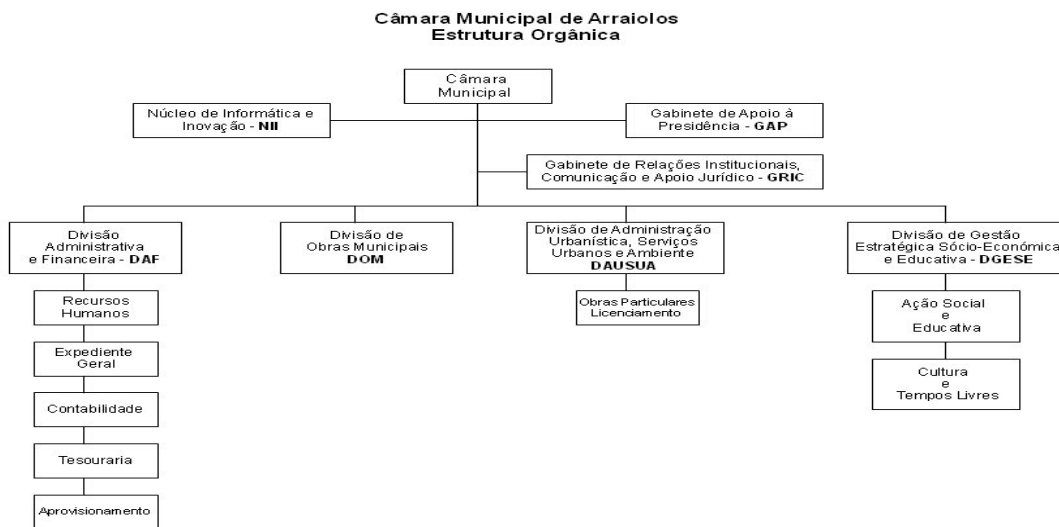 Câmara Municipal de Arraiolos
Estrutura Orgânica
Câmara
Municipal
Núcleo de Informática e
Inovação - NII
Gabinete de Apoio à
Presidência - GAP
Gabinete de Relações Institucionais,
Comunicação e Apoio Jurídico - GRIC
Divisão
Administrativa
e Financeira - DAF
Divisão de
Obras Municipais
DOM
Divisão de Administração
Urbanística, Serviços
Urbanos e Ambiente
DAUSUA
Divisão de Gestão
Estratégica Sócio-Económica
e Educativa - DGESE
Recursos
Humanos
Obras Particulares
Licenciamento
Ação Social
e
Educativa
Expediente
Geral
Cultura
e
Tempos Livres
Contabilidade
Tesouraria
Aprovisionamento